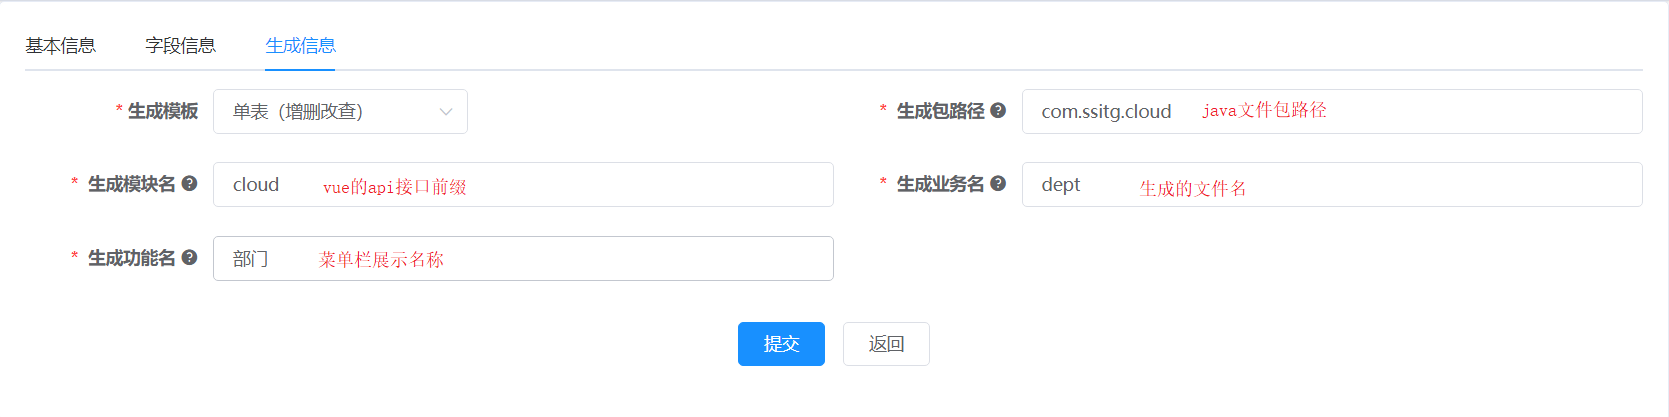 基本信息 字段信息 生成信息
* 生成模板 单表（增删改查） * 生成包路径 com.ssitg.cloud java文件包路径
* 生成模块名 cloud vue的api接口前缀 * 生成业务名 dept 生成的文件名
* 生成功能名 部门 菜单栏展示名称
提交 返回